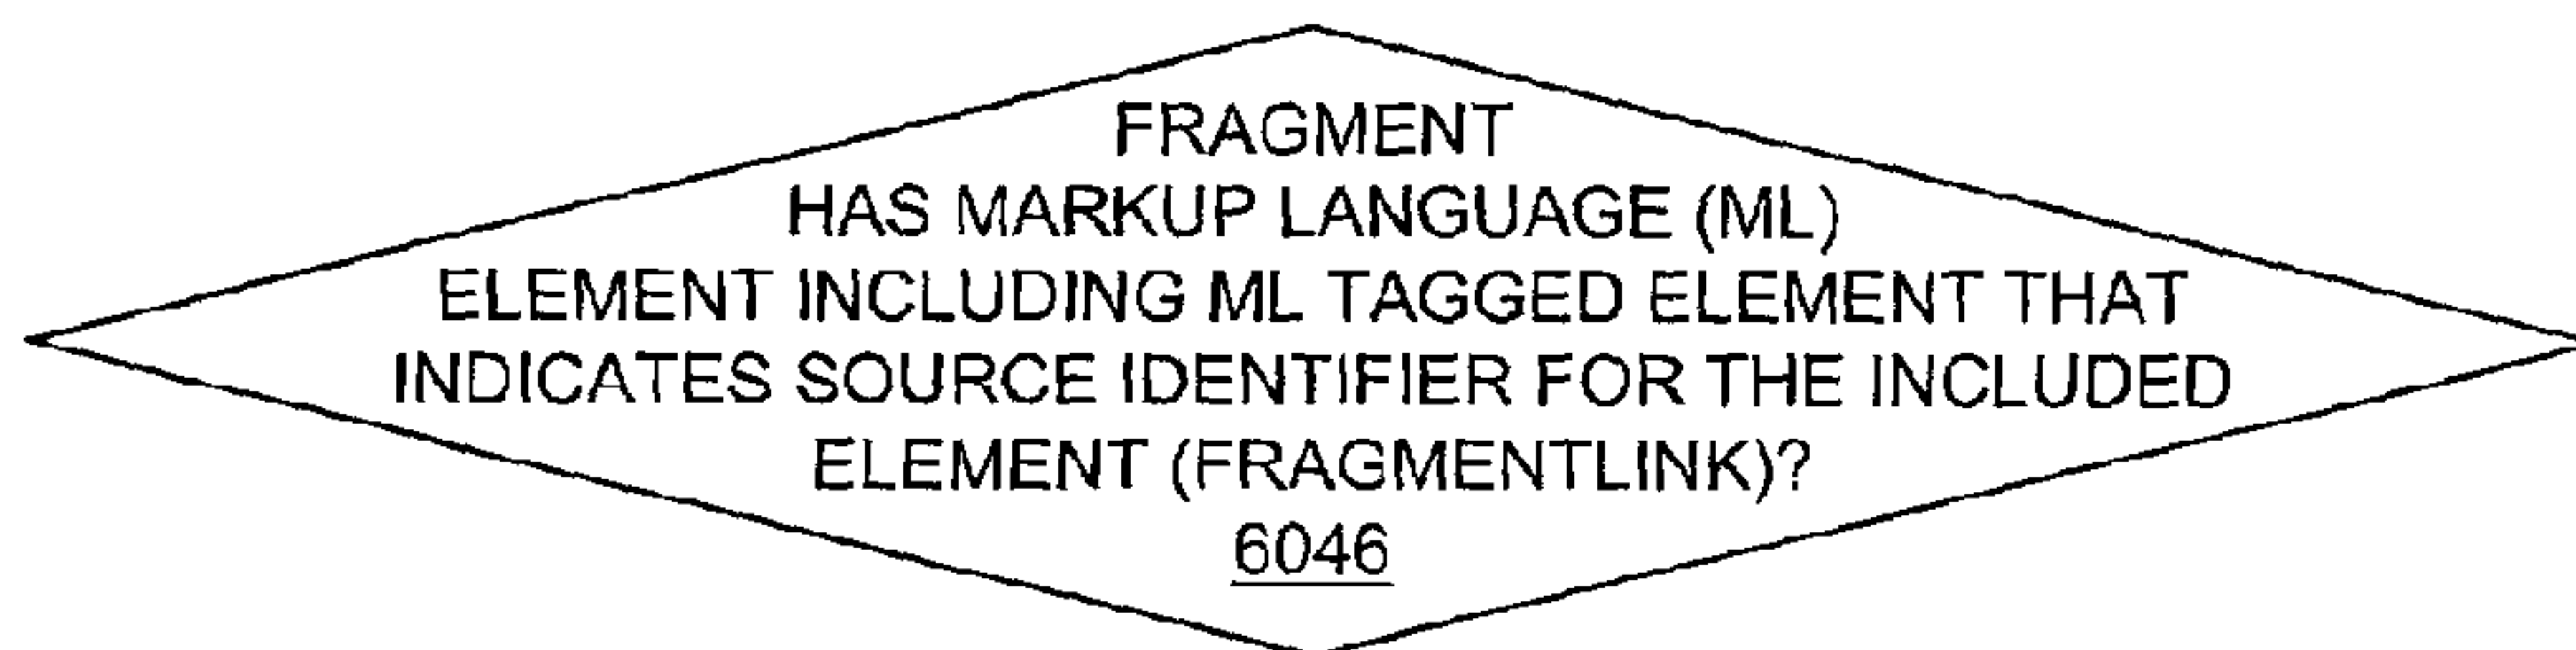 FRAGMENT
HAS MARKUP LANGUAGE (ML)
ELEMENT INCLUDING ML TAGGED ELEMENT THAT
INDICATES SOURCE IDENTIFIER FOR THE INCLUDED
ELEMENT (FRAGMENTLINK)?
6046